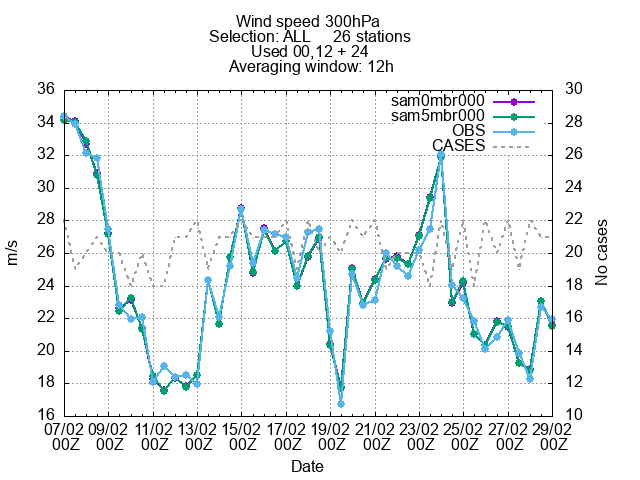 Wind speed 300hPa
Selection: ALL 26 stations
Used 00,12 + 24
Averaging window: 12h
36 30
34 28
32 26
30 24
28 22
26 20
24 18
22 16
20 14
18 12
16 10
m/s
No cases
sam0mbr000
sam5mbr000
OBS
CASES
07/02 09/02 11/02 13/02 15/02 17/02 19/02 21/02 23/02 25/02 27/02 29/02
00Z 00Z 00Z 00Z 00Z 00Z 00Z 00Z 00Z 00Z 00Z 00Z
Date